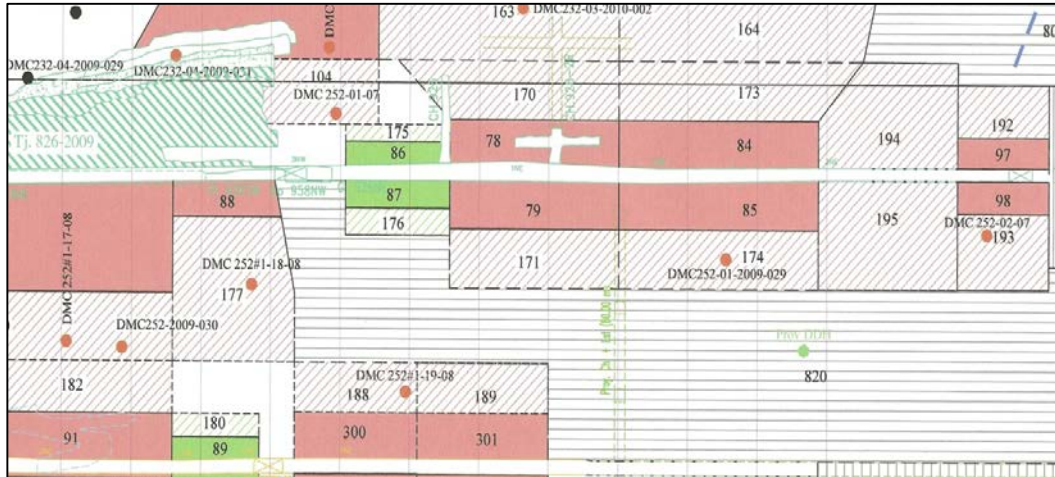 163
DMC232-03-2010-002
164
80
DMC232-04-2009-029
DMC232-04-2009-031
104
170
173
DMC 252-01-07
175
78
84
194
192
Tj. 826-2009
86
97
958NW
88
87
79
85
195
98
DMC 252-02-07
176
193
DMC 252#1-17-08
DMC 252#1-18-08
171
174
177
DMC252-01-2009-029
DMC252-2009-030
Proy DDH
820
182
DMC 252#1-19-08
188
189
180
91
89
300
301